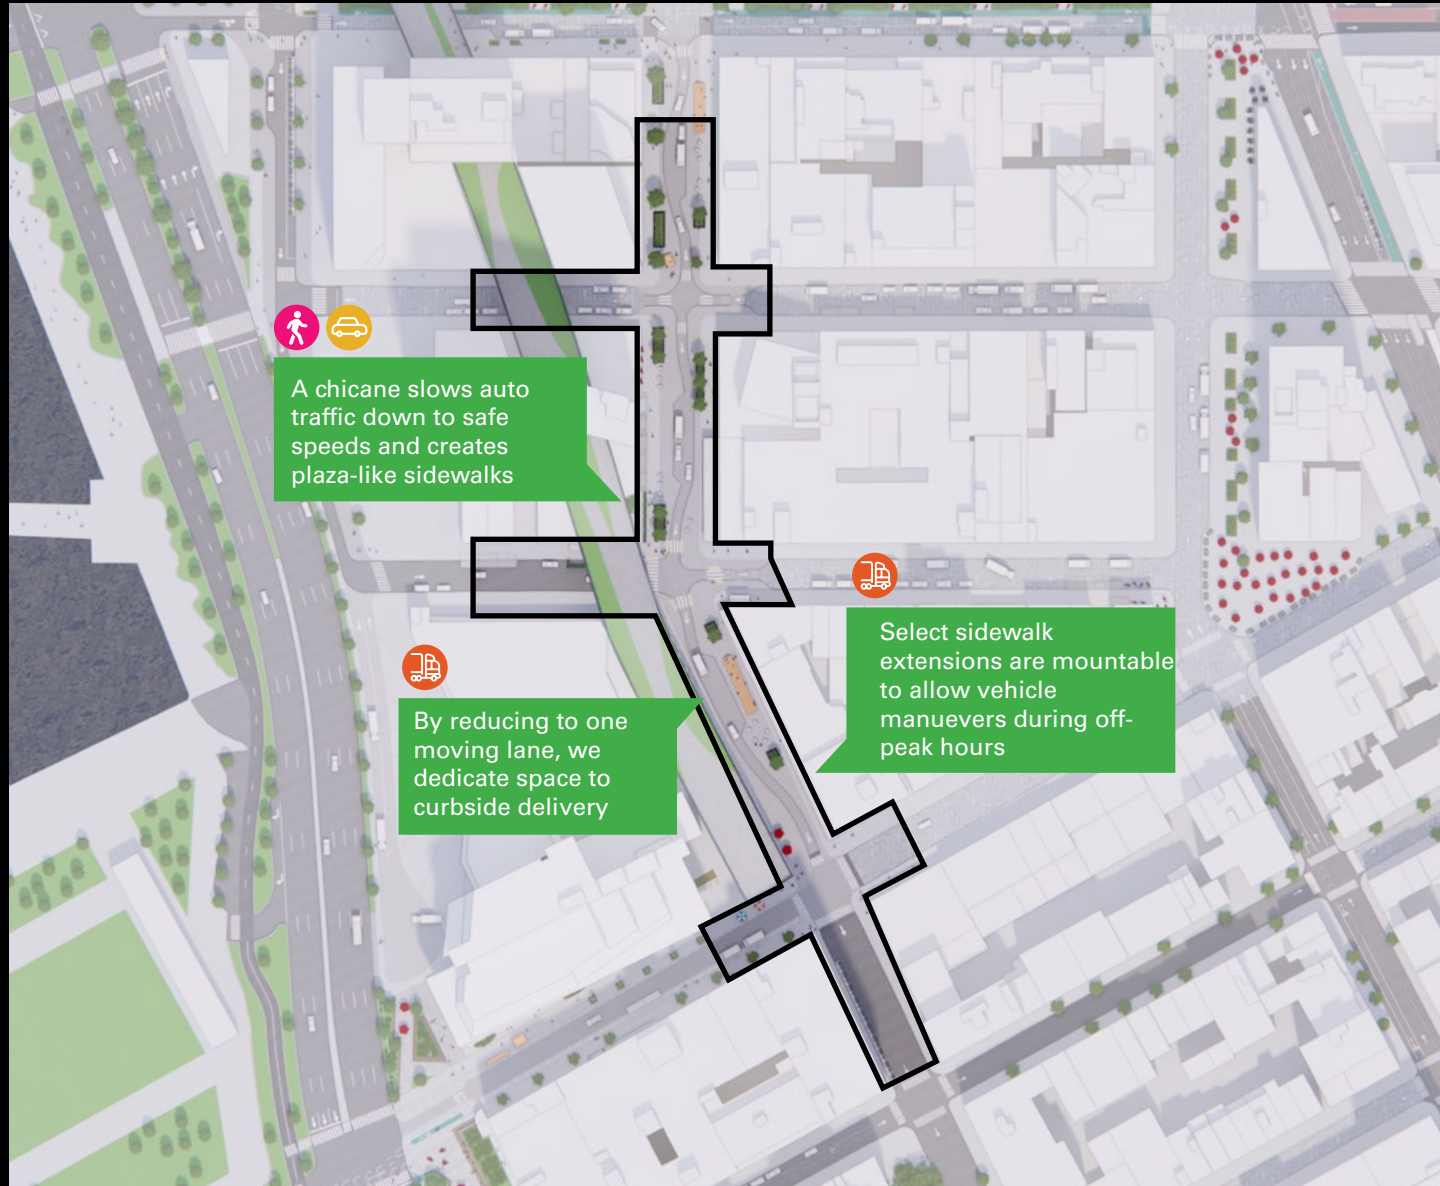 A chicane slows auto
traffic down to safe
speeds and creates
plaza-like sidewalks
Select sidewalk
extensions are mountable
to allow vehicle
manuevers during off-
peak hours
By reducing to one
moving lane, we
dedicate space to
curbside delivery